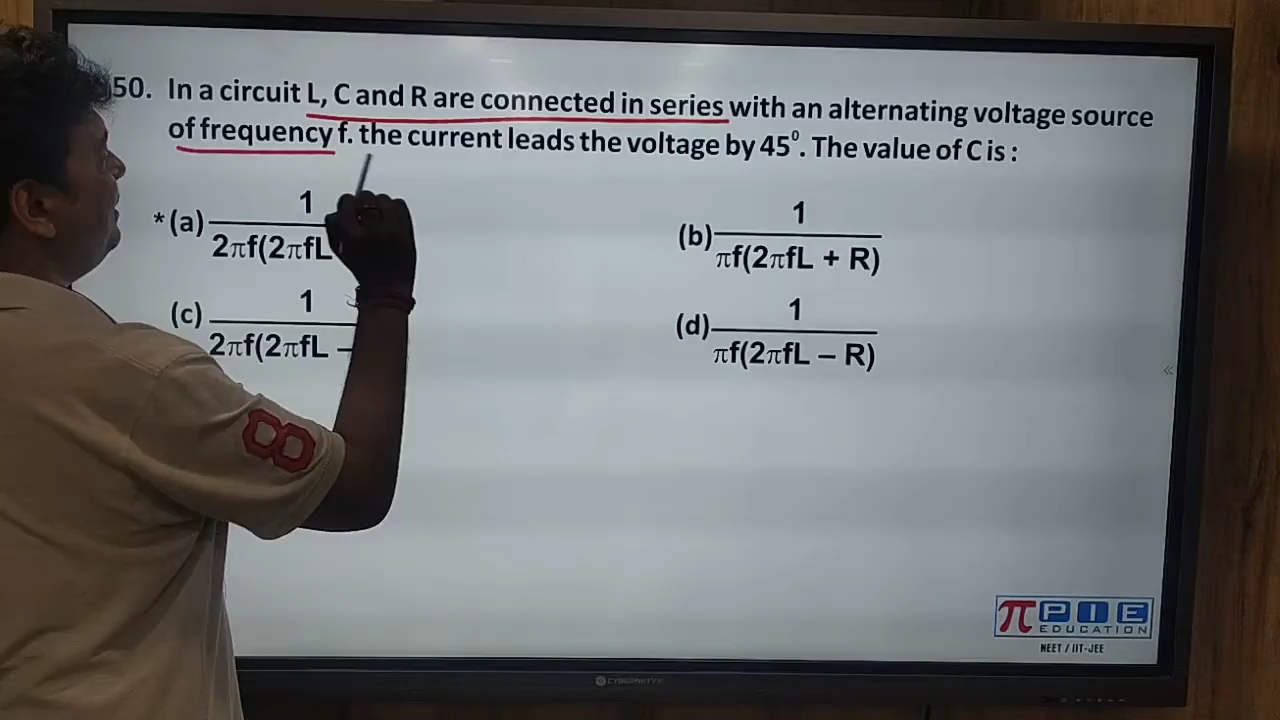 50. In a circuit L, C and R are connected in series with an alternating voltage source
of frequency f. the current leads the voltage by 45⁰. The value of C is :
*(a) 1
2πf(2πfL
(b) 1
πf(2πfL + R)
(c) 1
2πf(2πfL –
(d) 1
πf(2πfL – R)
8
«
π PIE
EDUCATION
NEET / IIT-JEE